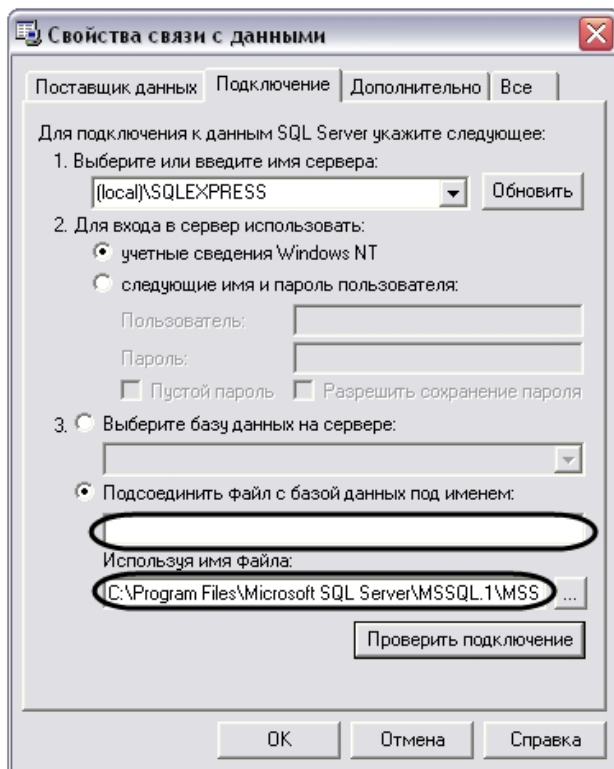 Свойства связи с данными
Поставщик данных Подключение Дополнительно Все
Для подключения к данным SQL Server укажите следующее:
1. Выберите или введите имя сервера:
(local)\SQLEXPRESS Обновить
2. Для входа в сервер использовать:
учетные сведения Windows NT
следующие имя и пароль пользователя:
Пользователь:
Пароль:
Пустой пароль Разрешить сохранение пароля
3. Выберите базу данных на сервере:
Подсоединить файл с базой данных под именем:
Используя имя файла:
C:\Program Files\Microsoft SQL Server\MSSQL.1\MSS ...
Проверить подключение
OK Отмена Справка